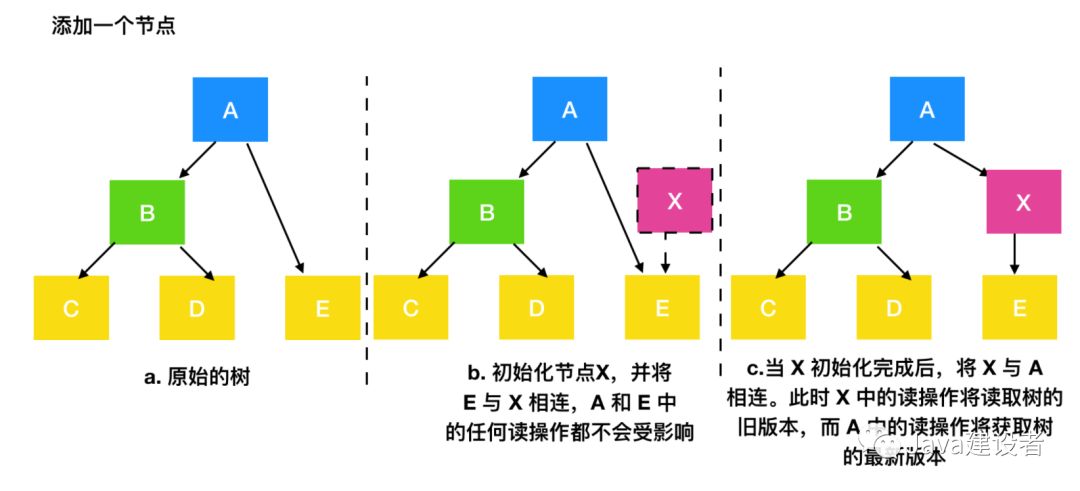 添加一个节点
A
B
C
D
E
a. 原始的树
A
X
B
C
D
E
b. 初始化节点X，并将
E 与 X 相连，A 和 E 中
的任何读操作都不会受影响
A
X
B
C
D
E
c.当 X 初始化完成后，将 X 与 A
相连。此时 X 中的读操作将读取树的
旧版本，而 A 中的读操作将获取树
的最新版本
Java建设者